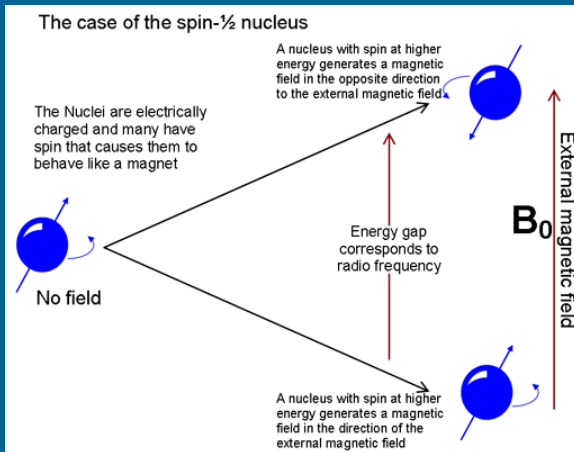 The case of the spin-½ nucleus
A nucleus with spin at higher
energy generates a magnetic
field in the opposite direction
to the external magnetic field
The Nuclei are electrically
charged and many have
spin that causes them to
behave like a magnet
No field
Energy gap
corresponds to
radio frequency
B0
External magnetic
field
A nucleus with spin at higher
energy generates a magnetic
field in the direction of the
external magnetic field